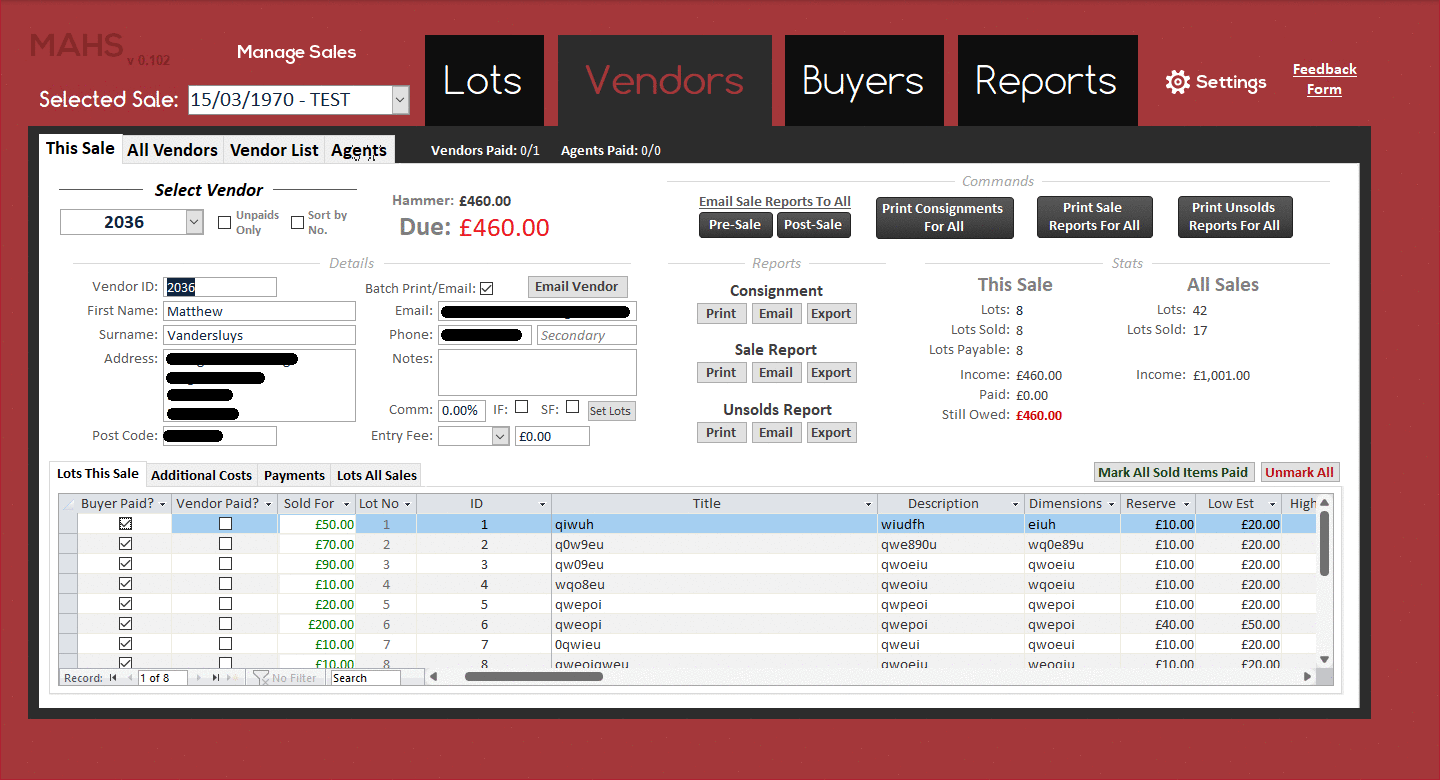 MAHS v 0.102
Manage Sales
Selected Sale: 15/03/1970 - TEST
Lots
Vendors
Buyers
Reports
Settings
Feedback
Form
This Sale All Vendors Vendor List Agents Vendors Paid: 0/1 Agents Paid: 0/0
Select Vendor
2036
Unpaids
Only
Sort by
No.
Hammer: £460.00
Due: £460.00
Commands
Email Sale Reports To All
Pre-Sale Post-Sale
Print Consignments
For All
Print Sale
Reports For All
Print Unsolds
Reports For All
Details
Vendor ID: 2036
First Name: Matthew
Surname: Vandersluys
Address:
Post Code:
Batch Print/Email: Email Vendor
Email:
Phone: Secondary
Notes:
Comm: 0.00% IF: SF: Set Lots
Entry Fee: £0.00
Reports
Consignment
Print Email Export
Sale Report
Print Email Export
Unsolds Report
Print Email Export
Stats
This Sale
Lots: 8
Lots Sold: 8
Lots Payable: 8
Income: £460.00
Paid: £0.00
Still Owed: £460.00
All Sales
Lots: 42
Lots Sold: 17
Income: £1,001.00
Lots This Sale Additional Costs Payments Lots All Sales
Mark All Sold Items Paid Unmark All
Buyer Paid? Vendor Paid? Sold For Lot No ID Title Description Dimensions Reserve Low Est High
£50.00 1 1 qiwuh wiudfh eiuh £10.00 £20.00
£70.00 2 2 q0w9eu qwe890u wq0e89u £10.00 £20.00
£90.00 3 3 qw09eu qwoeiu qwoeiu £10.00 £20.00
£10.00 4 4 wqo8eu qweoiu wqoeiu £10.00 £20.00
£20.00 5 5 qwepoi qwpeoi qwepoi £10.00 £20.00
£200.00 6 6 qweopi qwepoi qwepoi £40.00 £50.00
£10.00 7 7 0qwieu qweui qwoeui £10.00 £20.00
£10.00 8 8 qweoiqweu qwoeiu weoqiu £10.00 £20.00
Record: 1 of 8 No Filter Search